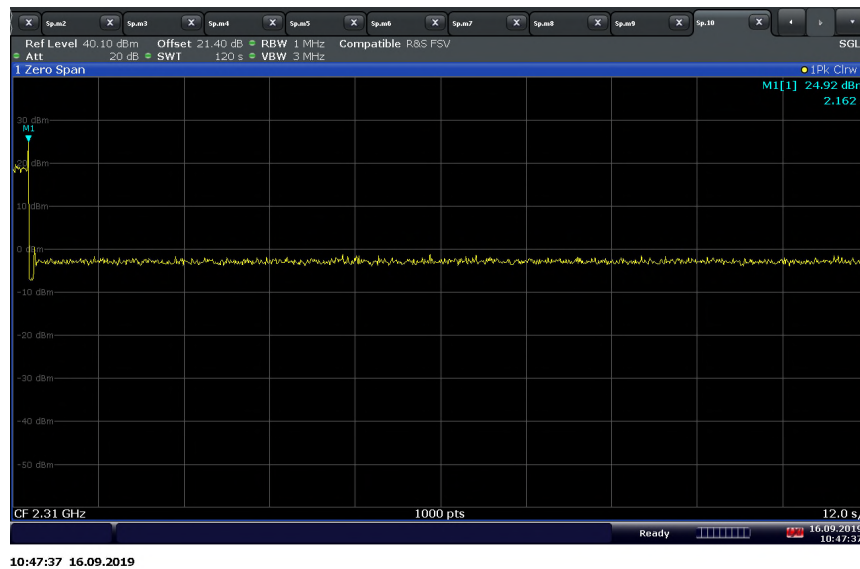 X Sp.m2 X Sp.m3 X Sp.m4 X Sp.m5 X Sp.m6 X Sp.m7 X Sp.m8 X Sp.m9 X Sp.10 X
Ref Level 40.10 dBm Offset 21.40 dB RBW 1 MHz Compatible R&S FSV SGL
Att 20 dB SWT 120 s VBW 3 MHz
1 Zero Span 1Pk Clrw
M1[1] 24.92 dBr
2.162
30 dBm
M1
20 dBm
10 dBm
0 dBm
-10 dBm
-20 dBm
-30 dBm
-40 dBm
-50 dBm
CF 2.31 GHz 1000 pts 12.0 s/
Ready 16.09.2019
10:47:37
10:47:37 16.09.2019